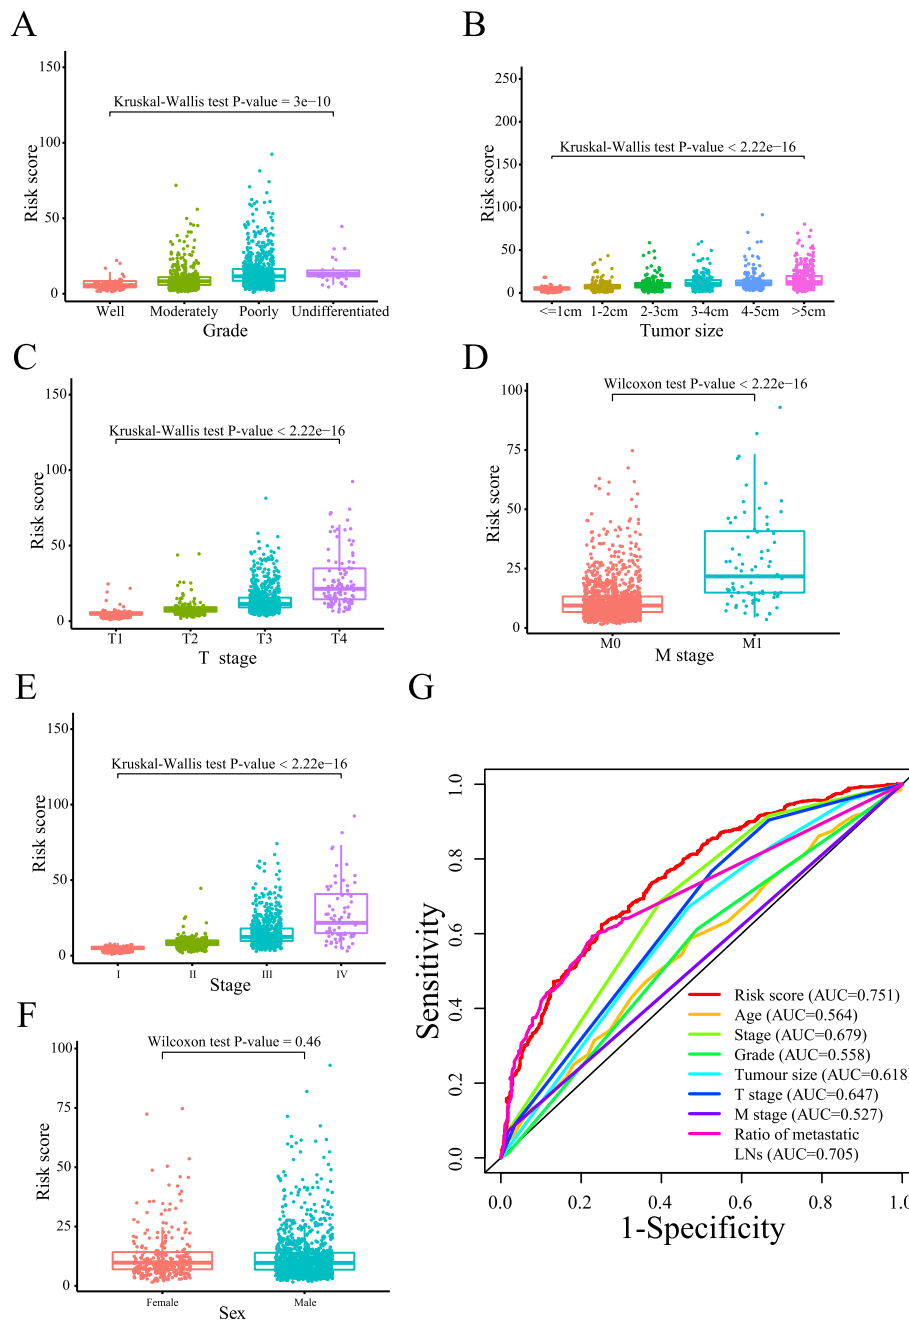 A
150
100
50
0
Risk score
Kruskal-Wallis test P-value = 3e−10
Well Moderately Poorly Undifferentiated
Grade
B
250
200
150
100
50
0
Risk score
Kruskal-Wallis test P-value < 2.22e−16
<=1cm 1-2cm 2-3cm 3-4cm 4-5cm >5cm
Tumor size
C
150
100
50
0
Risk score
Kruskal-Wallis test P-value < 2.22e−16
T1 T2 T3 T4
T stage
D
100
75
50
25
0
Risk score
Wilcoxon test P-value < 2.22e−16
M0 M1
M stage
E
150
100
50
0
Risk score
Kruskal-Wallis test P-value < 2.22e−16
I II III IV
Stage
F
100
75
50
25
0
Risk score
Wilcoxon test P-value = 0.46
Female Male
Sex
G
1.0
0.8
0.6
0.4
0.2
0.0
Sensitivity
Risk score (AUC=0.751)
Age (AUC=0.564)
Stage (AUC=0.679)
Grade (AUC=0.558)
Tumour size (AUC=0.618)
T stage (AUC=0.647)
M stage (AUC=0.527)
Ratio of metastatic
LNs (AUC=0.705)
0.0 0.2 0.4 0.6 0.8 1.0
1-Specificity